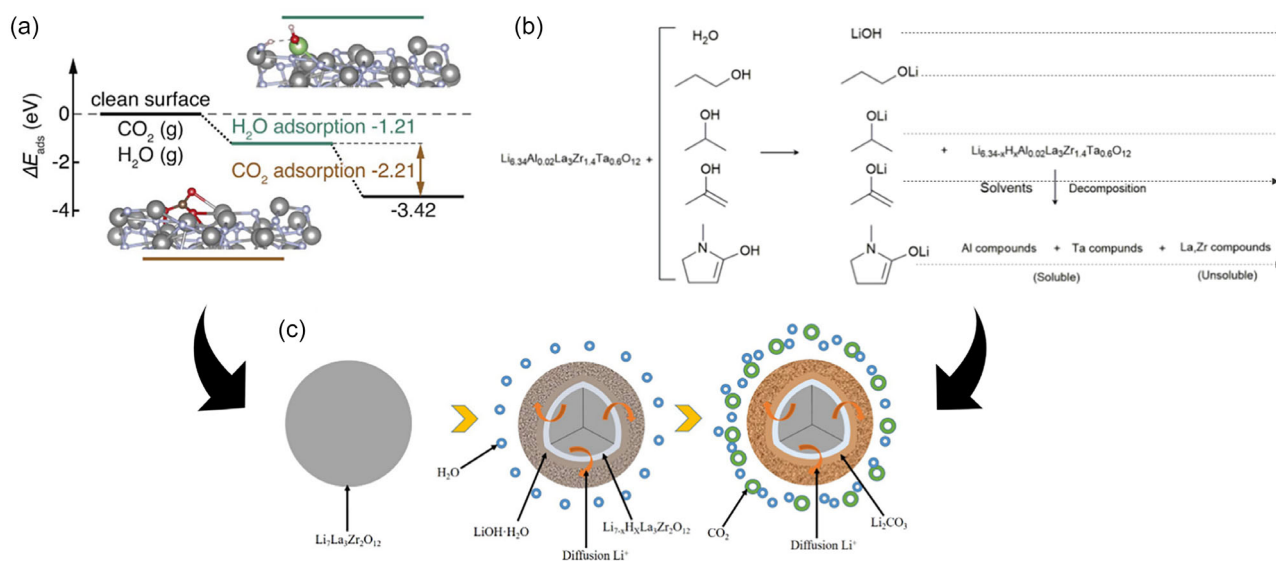 (a)
ΔE_ads (eV)
0
-2
-4
clean surface
CO₂ (g)
H₂O (g)
H₂O adsorption -1.21
CO₂ adsorption -2.21
-3.42
(b)
Li₆.₃₄Al₀.₀₂La₃Zr₁.₄Ta₀.₆O₁₂ +
H₂O
OH
OH
OH
N
OH
LiOH
OLi
OLi
OLi
N
OLi
+ Li₆.₃₄₋ₓHₓAl₀.₀₂La₃Zr₁.₄Ta₀.₆O₁₂
Solvents
Decomposition
Al compounds + Ta compunds + La,Zr compounds
(Soluble)
(Unsoluble)
(c)
Li₇La₃Zr₂O₁₂
H₂O
LiOH·H₂O
Diffusion Li⁺
Li₇₋ₓHₓLa₃Zr₂O₁₂
CO₂
Diffusion Li⁺
Li₂CO₃